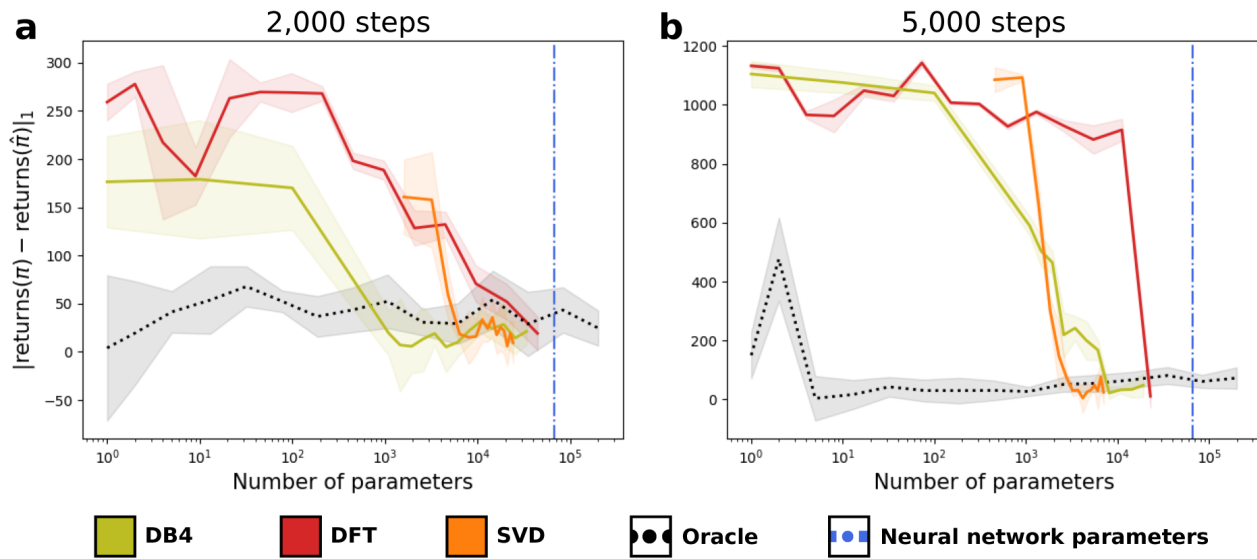 a
2,000 steps
b
5,000 steps
|returns(π) − returns(π̂)|₁
300
250
200
150
100
50
0
−50
10⁰ 10¹ 10² 10³ 10⁴ 10⁵
Number of parameters
1200
1000
800
600
400
200
0
10⁰ 10¹ 10² 10³ 10⁴ 10⁵
Number of parameters
DB4 DFT SVD Oracle Neural network parameters